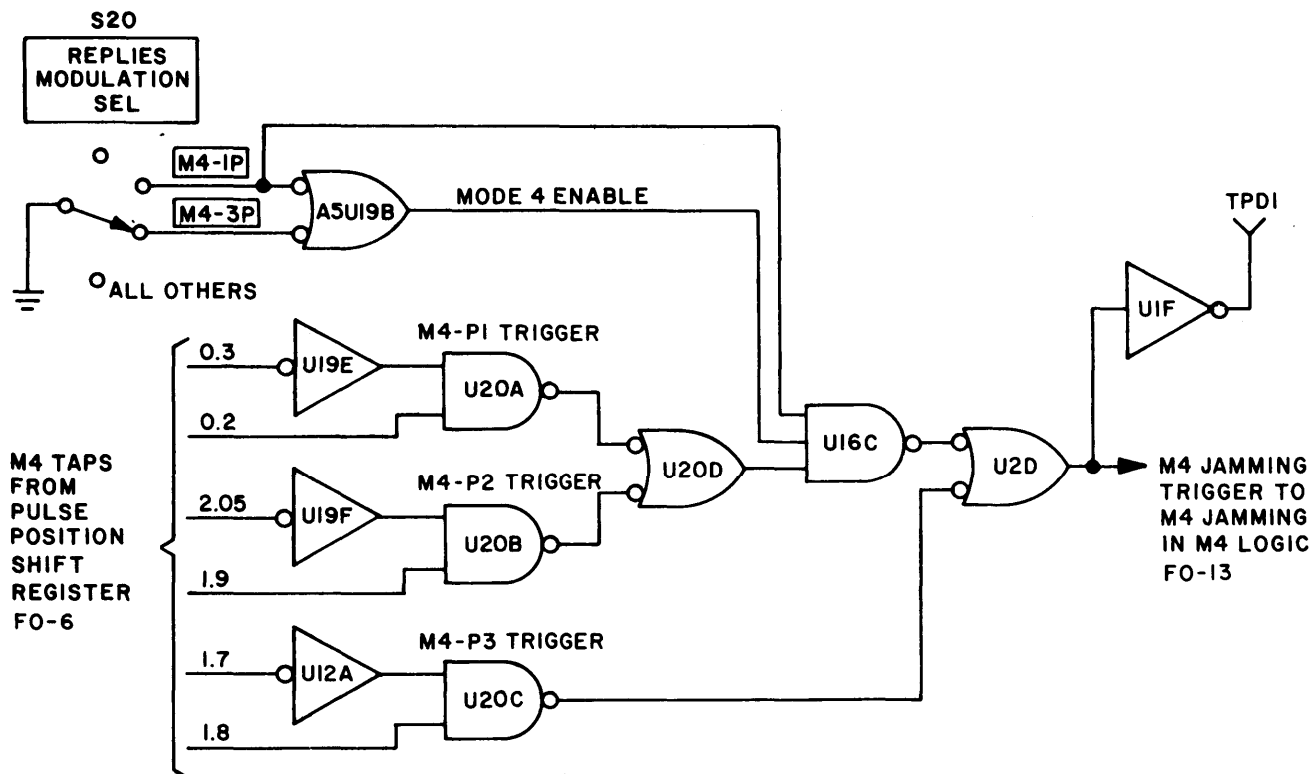 S20
REPLIES
MODULATION
SEL
M4-1P
M4-3P
A5U19B
MODE 4 ENABLE
ALL OTHERS
TPD1
U1F
M4-P1 TRIGGER
0.3
U19E
U20A
0.2
M4 TAPS
FROM
PULSE
POSITION
SHIFT
REGISTER
FO-6
M4-P2 TRIGGER
2.05
U19F
U20B
1.9
U20D
U16C
U2D
M4 JAMMING
TRIGGER TO
M4 JAMMING
IN M4 LOGIC
FO-13
M4-P3 TRIGGER
1.7
U12A
U20C
1.8